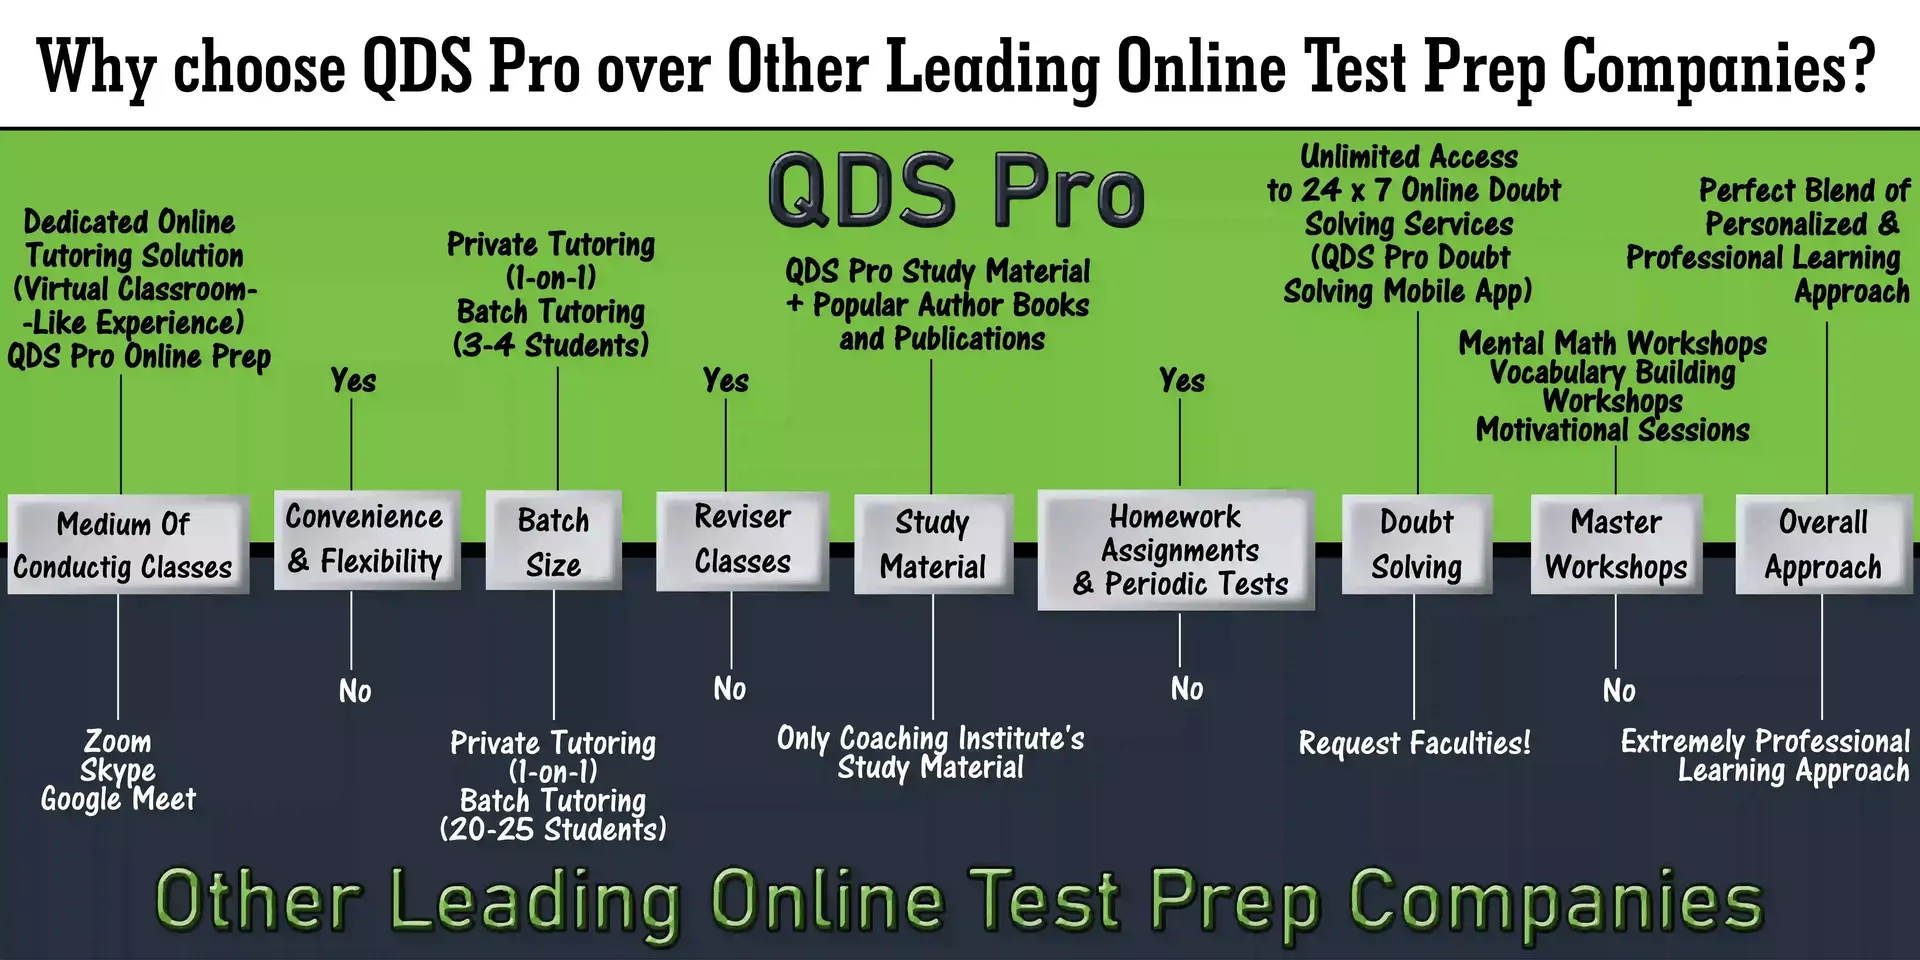 Why choose QDS Pro over Other Leading Online Test Prep Companies?
QDS Pro
Dedicated Online
Tutoring Solution
(Virtual Classroom-
-Like Experience)
QDS Pro Online Prep
Yes
Private Tutoring
(1-on-1)
Batch Tutoring
(3-4 Students)
Yes
QDS Pro Study Material
+ Popular Author Books
and Publications
Yes
Unlimited Access
to 24 x 7 Online Doubt
Solving Services
(QDS Pro Doubt
Solving Mobile App)
Mental Math Workshops
Vocabulary Building
Workshops
Motivational Sessions
Perfect Blend of
Personalized &
Professional Learning
Approach
Medium Of
Conductig Classes
Convenience
& Flexibility
Batch
Size
Reviser
Classes
Study
Material
Homework
Assignments
& Periodic Tests
Doubt
Solving
Master
Workshops
Overall
Approach
Zoom
Skype
Google Meet
No
Private Tutoring
(1-on-1)
Batch Tutoring
(20-25 Students)
No
Only Coaching Institute's
Study Material
No
Request Faculties!
No
Extremely Professional
Learning Approach
Other Leading Online Test Prep Companies